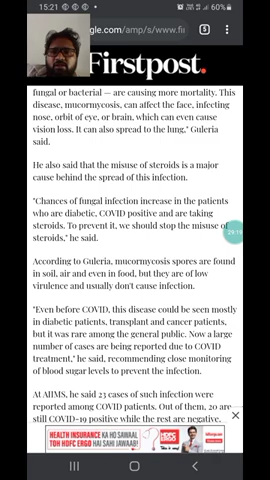 15:21
60%
google.com/amp/s/www.fi
5
Firstpost.
fungal or bacterial — are causing more mortality. This
disease, mucormycosis, can affect the face, infecting
nose, orbit of eye, or brain, which can even cause
vision loss. It can also spread to the lung," Guleria
said.
He also said that the misuse of steroids is a major
cause behind the spread of this infection.
"Chances of fungal infection increase in the patients
who are diabetic, COVID positive and are taking
steroids. To prevent it, we should stop the misuse of
steroids," he said.
29:19
According to Guleria, mucormycosis spores are found
in soil, air and even in food, but they are of low
virulence and usually don't cause infection.
"Even before COVID, this disease could be seen mostly
in diabetic patients, transplant and cancer patients,
but it was rare among the general public. Now a large
number of cases are being reported due to COVID
treatment," he said, recommending close monitoring
of blood sugar levels to prevent the infection.
At AIIMS, he said 23 cases of such infection were
reported among COVID patients. Out of them, 20 are
still COVID-19 positive while the rest are negative.
HEALTH INSURANCE KA HO SAWAAL
TOH HDFC ERGO HAI SAHI JAWAAB!
HDFC
ERGO